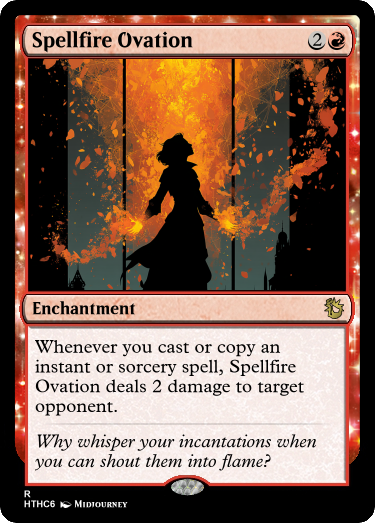 Spellfire Ovation 2
Enchantment
Whenever you cast or copy an
instant or sorcery spell, Spellfire
Ovation deals 2 damage to target
opponent.
Why whisper your incantations when
you can shout them into flame?
R
HTHC6 Midjourney